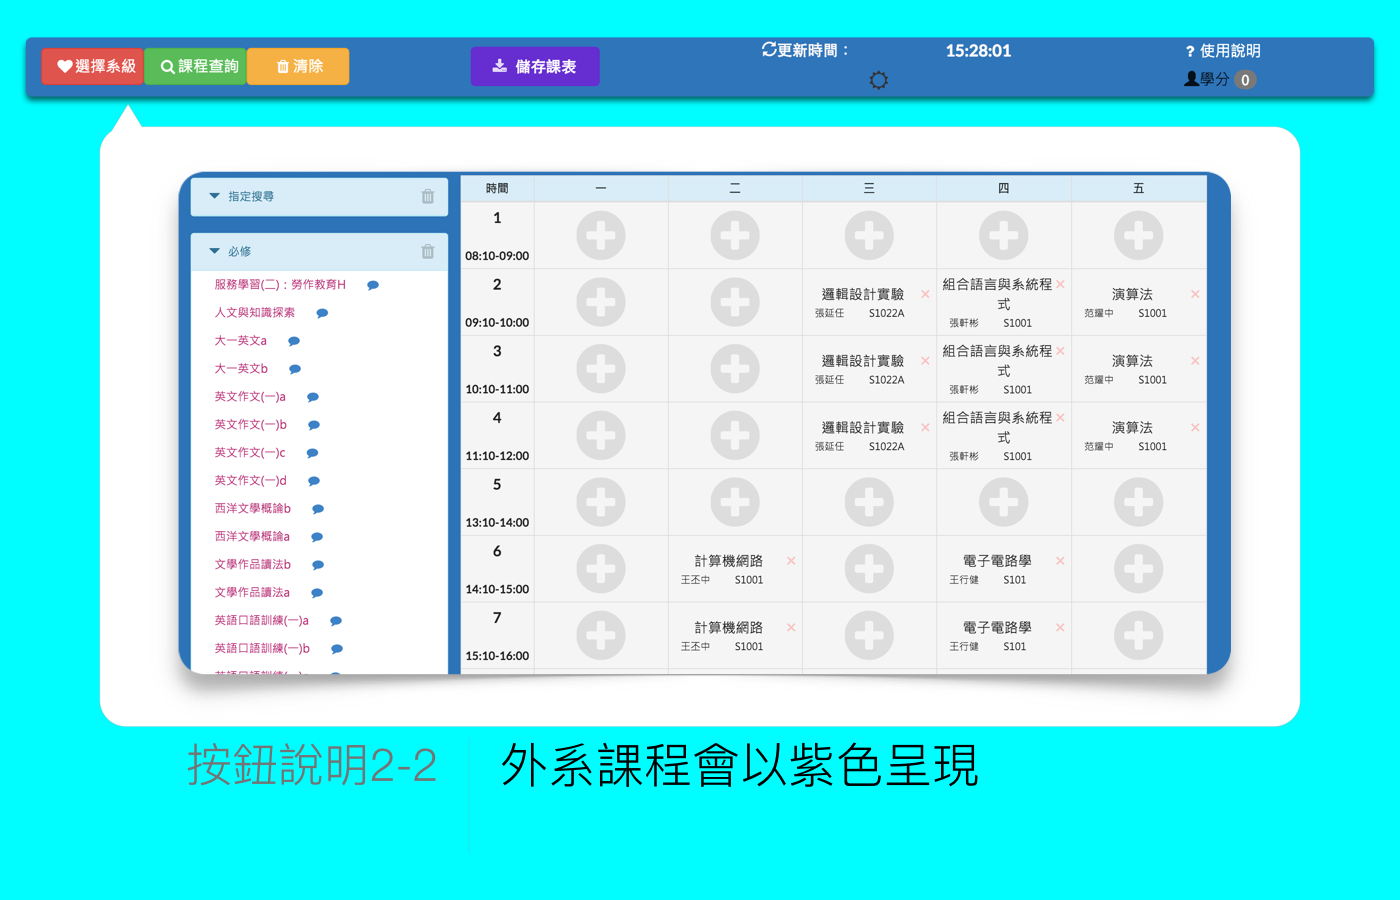 選擇系級 課程查詢 清除 儲存課表 更新時間： 15:28:01 ? 使用說明
學分 0
指定搜尋
必修
服務學習(二)：勞作教育H
人文與知識探索
大一英文a
大一英文b
英文作文(一)a
英文作文(一)b
英文作文(一)c
英文作文(一)d
西洋文學概論b
西洋文學概論a
文學作品讀法b
文學作品讀法a
英語口語訓練(一)a
英語口語訓練(一)b
時間 一 二 三 四 五
1
08:10-09:00
2
09:10-10:00
邏輯設計實驗
張延任 S1022A
組合語言與系統程
式
張軒彬 S1001
演算法
范耀中 S1001
3
10:10-11:00
邏輯設計實驗
張延任 S1022A
組合語言與系統程
式
張軒彬 S1001
演算法
范耀中 S1001
4
11:10-12:00
邏輯設計實驗
張延任 S1022A
組合語言與系統程
式
張軒彬 S1001
演算法
范耀中 S1001
5
13:10-14:00
6
14:10-15:00
計算機網路
王丕中 S1001
電子電路學
王行健 S101
7
15:10-16:00
計算機網路
王丕中 S1001
電子電路學
王行健 S101
按鈕說明2-2
外系課程會以紫色呈現